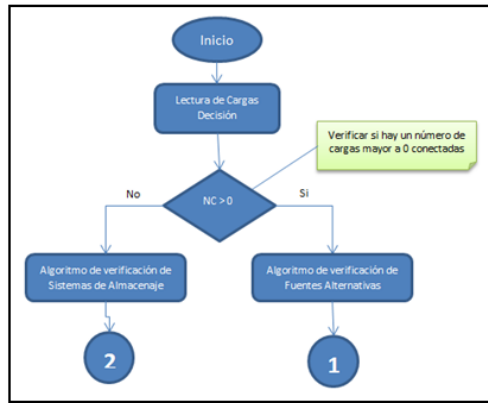 Inicio
Lectura de Cargas
Decisión
Verificar si hay un número de
cargas mayor a 0 conectadas
NC > 0
No
Si
Algoritmo de verificación de
Sistemas de Almacenaje
Algoritmo de verificación de
Fuentes Alternativas
2
1